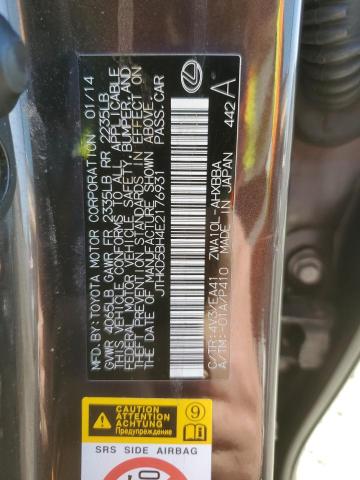 MFD. BY:TOYOTA MOTOR CORPORATION 01/14
GVWR 4065LB GAWR FR 2335LB RR 2235LB
THIS VEHICLE CONFORMS TO ALL APPLICABLE
FEDERAL MOTOR VEHICLE SAFETY, BUMPER, AND
THEFT PREVENTION STANDARDS IN EFFECT ON
THE DATE OF MANUFACTURE SHOWN ABOVE.
JTHKD5BH4E2176931 PASS.CAR
C/TR:4V3/EA41 ZWA10L-AHXBBA
A/TM:-01A/P410 MADE IN JAPAN
442
A
ATTENTION
CAUTION
ACHTUNG
Предупреждение
9
SRS SIDE AIRBAG